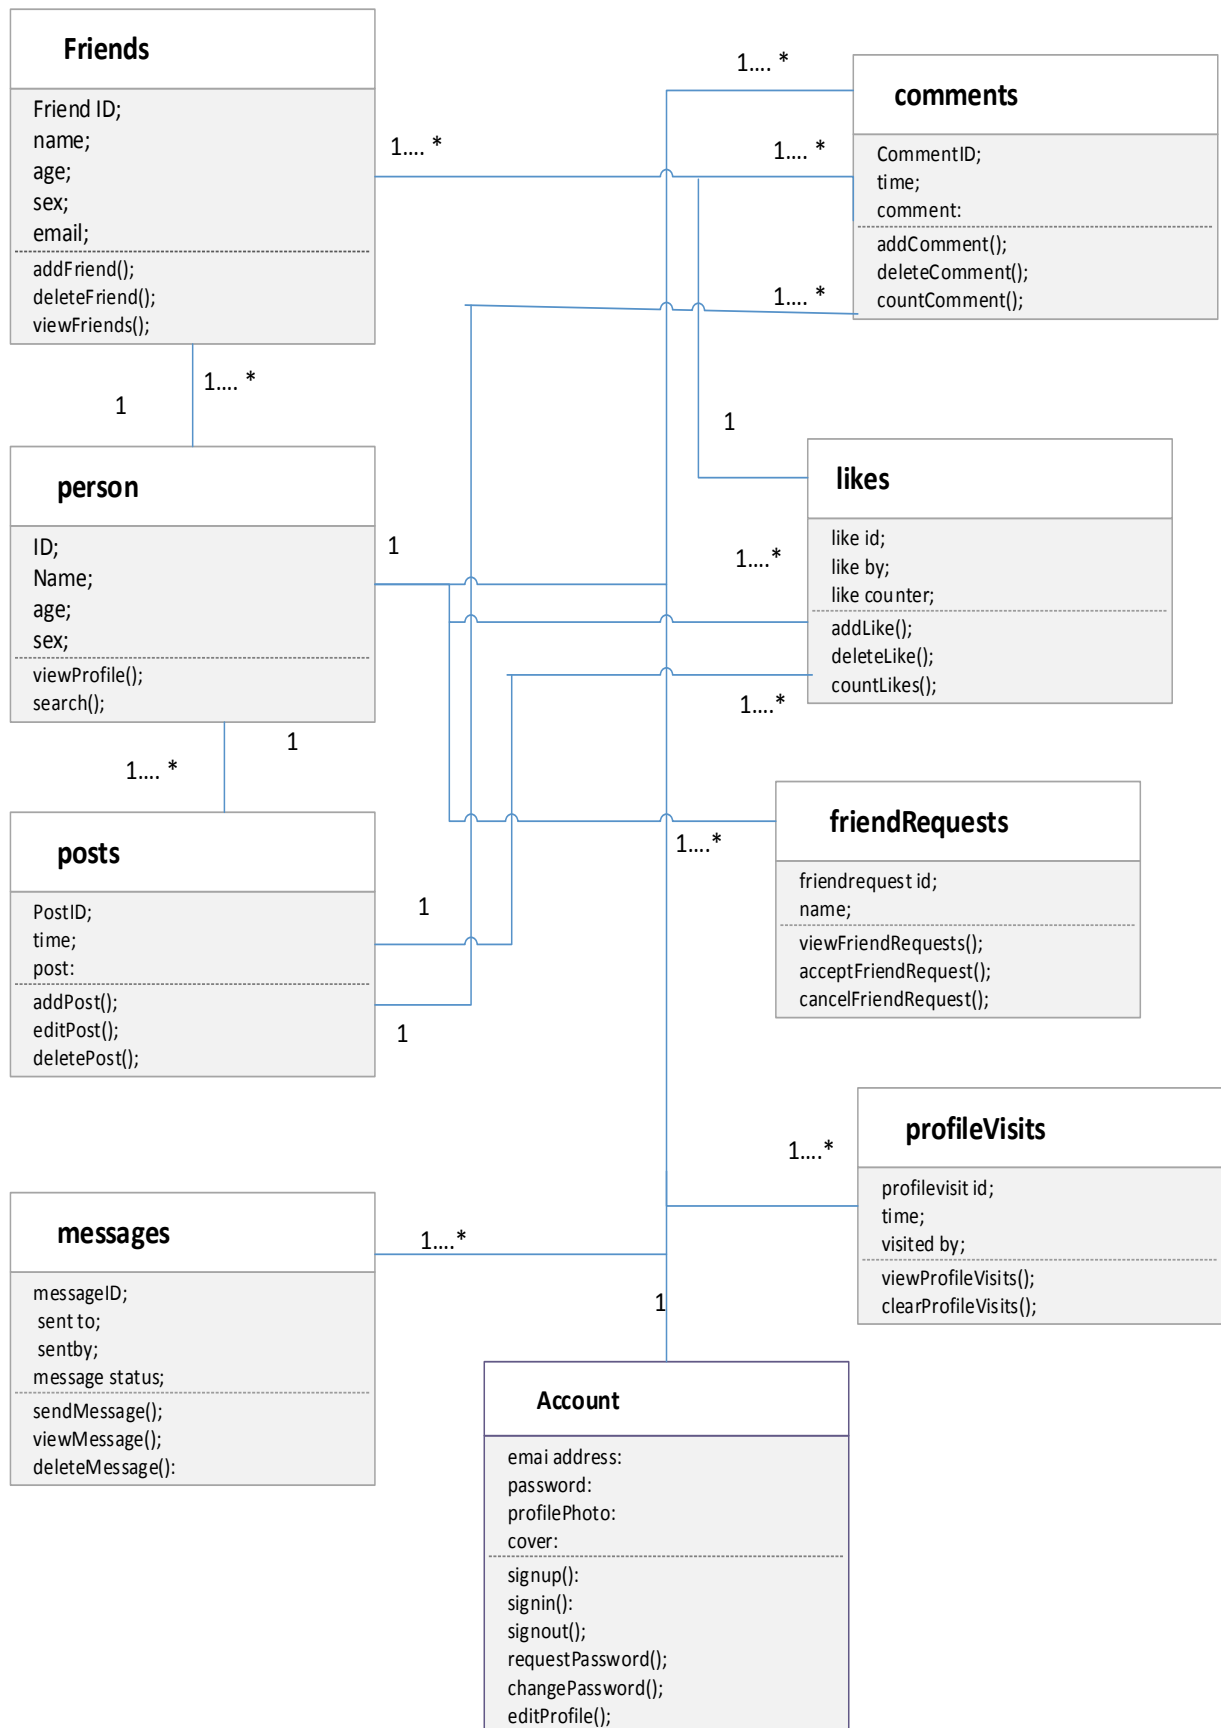 Friends
Friend ID;
name;
age;
sex;
email;
addFriend();
deleteFriend();
viewFriends();
1.... *
1.... *
1.... *
comments
CommentID;
time;
comment:
addComment();
deleteComment();
countComment();
1.... *
1.... *
1
1
person
ID;
Name;
age;
sex;
viewProfile();
search();
1
likes
like id;
like by;
like counter;
addLike();
deleteLike();
countLikes();
1....*
1....*
1
1.... *
posts
PostID;
time;
post:
addPost();
editPost();
deletePost();
1
1
friendRequests
friendrequest id;
name;
viewFriendRequests();
acceptFriendRequest();
cancelFriendRequest();
1....*
profileVisits
profilevisit id;
time;
visited by;
viewProfileVisits();
clearProfileVisits();
1....*
messages
messageID;
sent to;
sentby;
message status;
sendMessage();
viewMessage();
deleteMessage():
1....*
1
Account
emai address:
password:
profilePhoto:
cover:
signup():
signin():
signout();
requestPassword();
changePassword();
editProfile();